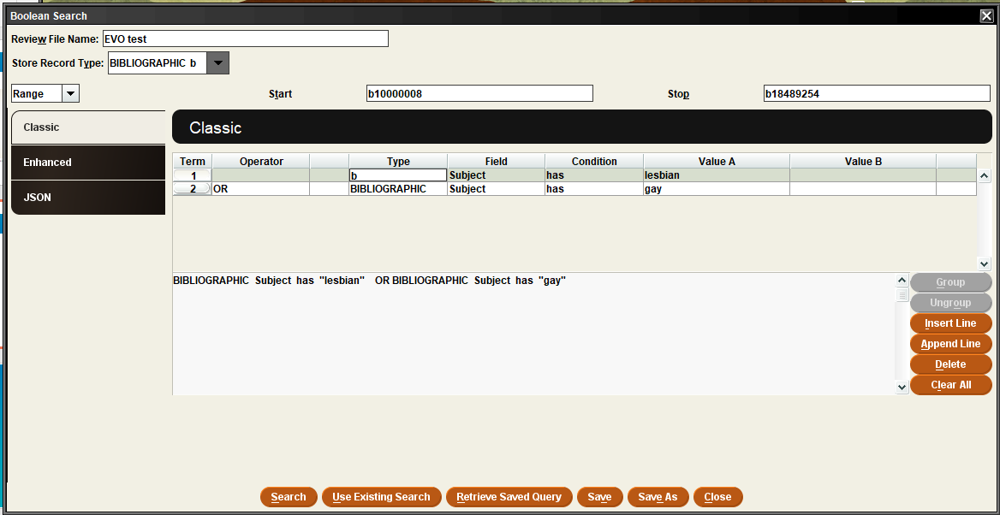 Boolean Search
Review File Name: EVO test
Store Record Type: BIBLIOGRAPHIC b
Range Start b10000008 Stop b18489254
Classic
Enhanced
JSON
Classic
Term Operator Type Field Condition Value A Value B
1 b Subject has lesbian
2 OR BIBLIOGRAPHIC Subject has gay
BIBLIOGRAPHIC Subject has "lesbian" OR BIBLIOGRAPHIC Subject has "gay"
Group
Ungroup
Insert Line
Append Line
Delete
Clear All
Search Use Existing Search Retrieve Saved Query Save Save As Close